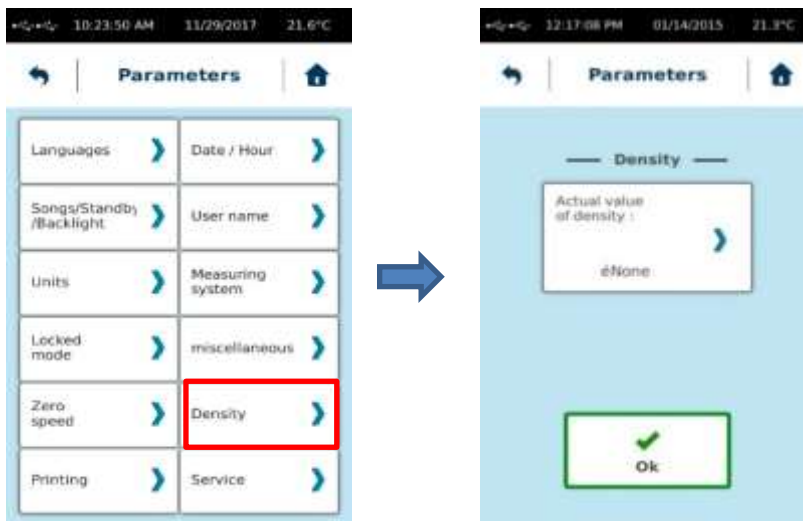 10:23:50 AM 11/29/2017 21.6°C
Parameters
Languages
Date / Hour
Songs/Standby
/Backlight
User name
Units
Measuring
system
Locked
mode
miscellaneous
Zero
speed
Density
Printing
Service
12:17:08 PM 01/14/2015 21.3°C
Parameters
Density
Actual value
of density :
éNone
Ok